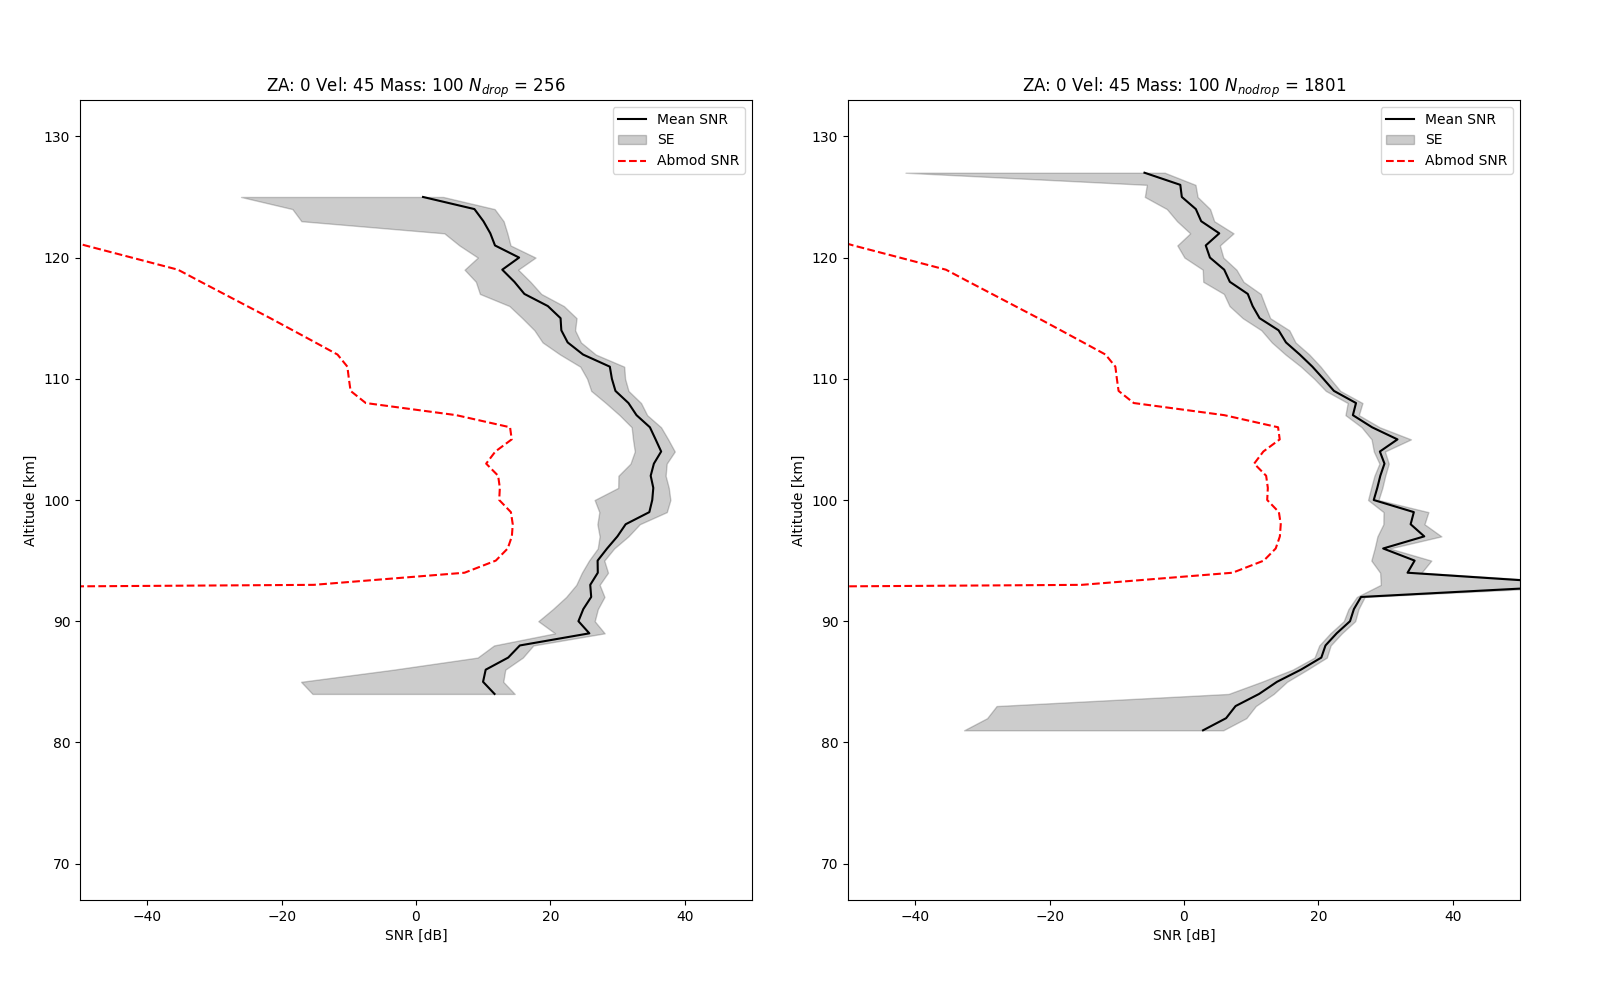 ZA: 0 Vel: 45 Mass: 100 N_drop = 256
Mean SNR
SE
Abmod SNR
130
120
110
100
90
80
70
Altitude [km]
−40
−20
0
20
40
SNR [dB]
ZA: 0 Vel: 45 Mass: 100 N_nodrop = 1801
Mean SNR
SE
Abmod SNR
130
120
110
100
90
80
70
Altitude [km]
−40
−20
0
20
40
SNR [dB]